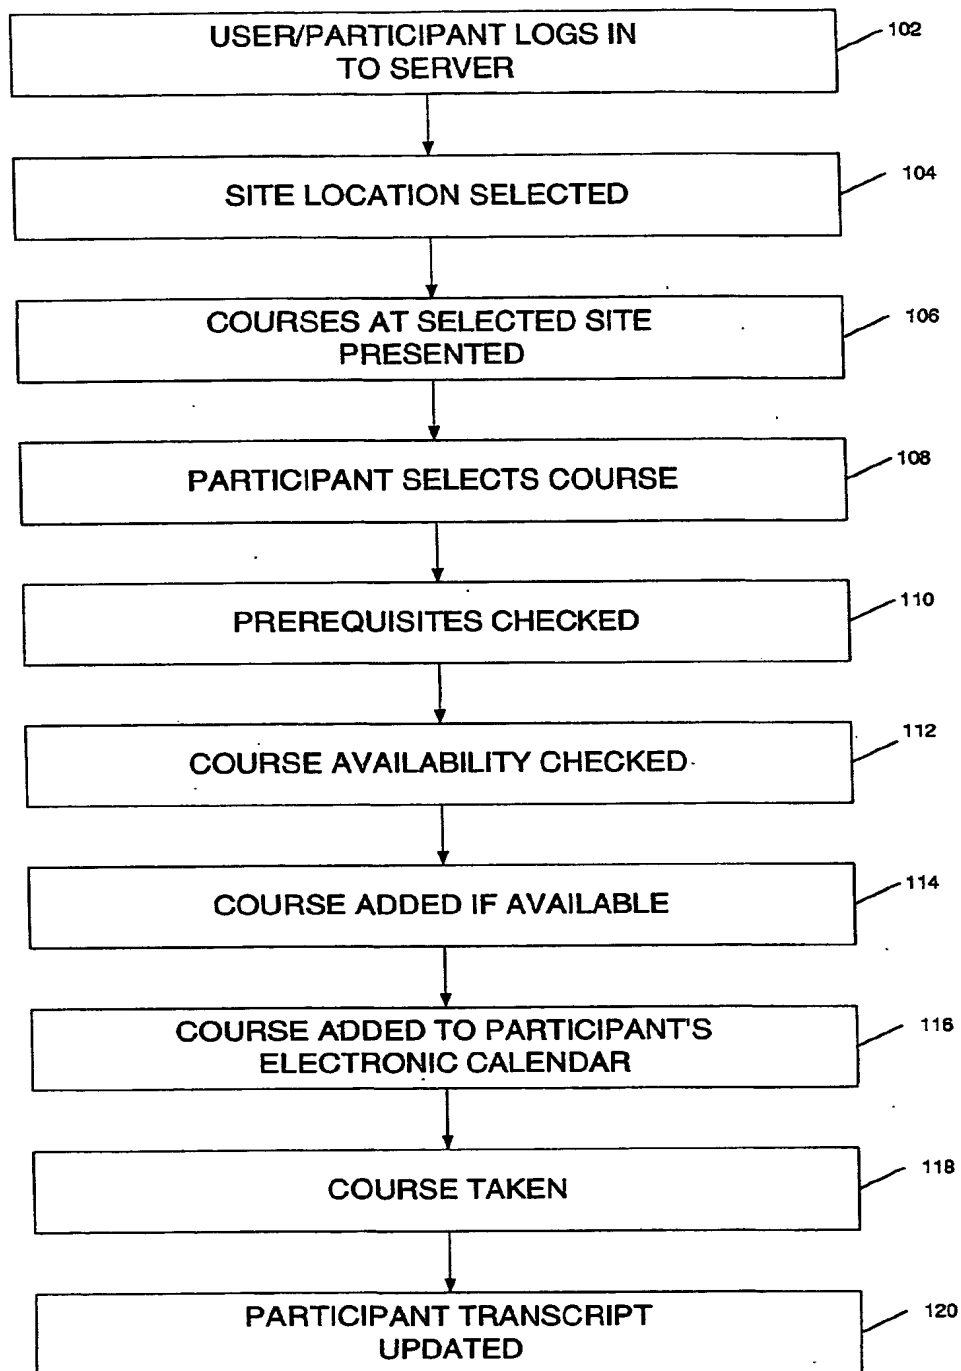 USER/PARTICIPANT LOGS IN
TO SERVER
102
SITE LOCATION SELECTED
104
COURSES AT SELECTED SITE
PRESENTED
106
PARTICIPANT SELECTS COURSE
108
PREREQUISITES CHECKED
110
COURSE AVAILABILITY CHECKED
112
COURSE ADDED IF AVAILABLE
114
COURSE ADDED TO PARTICIPANT'S
ELECTRONIC CALENDAR
116
COURSE TAKEN
118
PARTICIPANT TRANSCRIPT
UPDATED
120